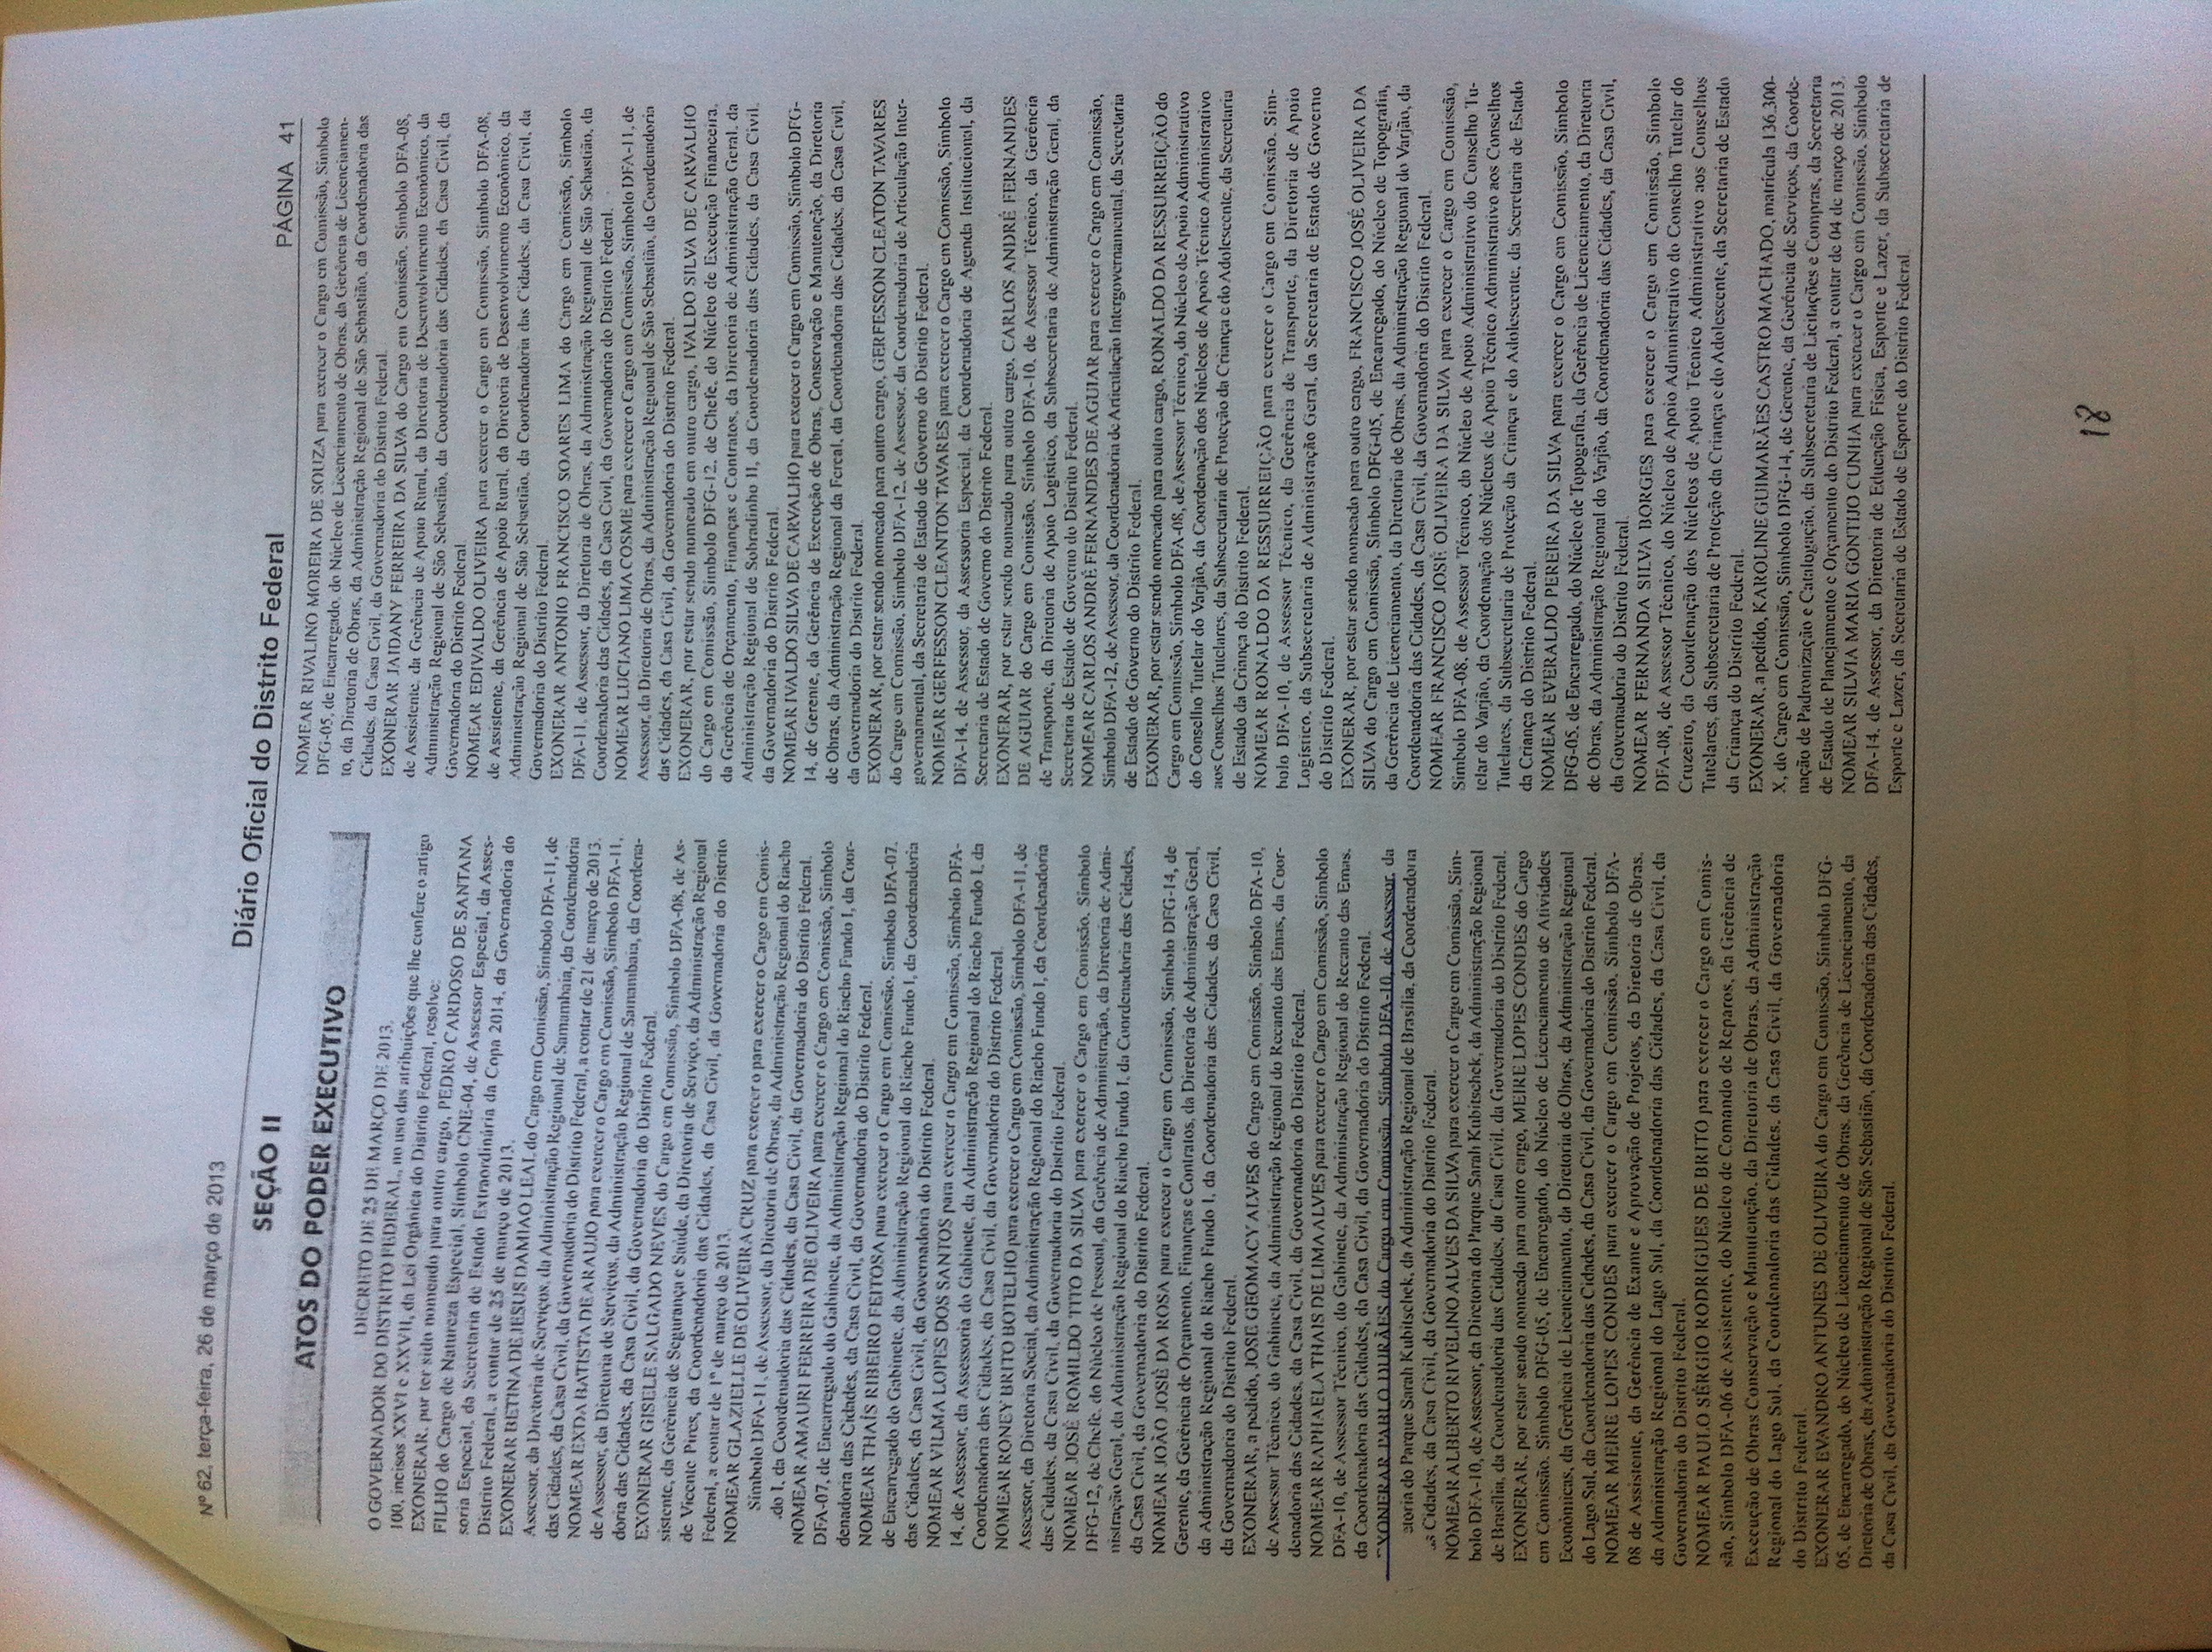 Nº 62, terça-feira, 26 de março de 2013
Diário Oficial do Distrito Federal
PÁGINA 41
SEÇÃO II
ATOS DO PODER EXECUTIVO
DECRETO DE 25 DE MARÇO DE 2013.
O GOVERNADOR DO DISTRITO FEDERAL, no uso das atribuições que lhe confere o artigo
100, incisos XXVI e XXVII, da Lei Orgânica do Distrito Federal, resolve:
EXONERAR, por ter sido nomeado para outro cargo, PEDRO CARDOSO DE SANTANA
FILHO do Cargo de Natureza Especial, Símbolo CNE-04, de Assessor Especial, da Asses-
soria Especial, da Secretaria de Estado Extraordinária da Copa 2014, da Governadoria do
Distrito Federal, a contar de 25 de março de 2013.
EXONERAR BETINA DE JESUS DAMIAO LEAL do Cargo em Comissão, Símbolo DFA-11, de
Assessor, da Diretoria de Serviços, da Administração Regional de Samambaia, da Coordenadoria
das Cidades, da Casa Civil, da Governadoria do Distrito Federal, a contar de 21 de março de 2013.
NOMEAR EXDA BATISTA DE ARAUJO para exercer o Cargo em Comissão, Símbolo DFA-11,
de Assessor, da Diretoria de Serviços, da Administração Regional de Samambaia, da Coordena-
doria das Cidades, da Casa Civil, da Governadoria do Distrito Federal.
EXONERAR GISELE SALGADO NEVES do Cargo em Comissão, Símbolo DFA-08, de As-
sistente, da Gerência de Segurança e Saúde, da Diretoria de Serviço, da Administração Regional
de Vicente Pires, da Coordenadoria das Cidades, da Casa Civil, da Governadoria do Distrito
Federal, a contar de 1º de março de 2013.
NOMEAR GLAZIELLE DE OLIVEIRA CRUZ para exercer o para exercer o Cargo em Comis-
Símbolo DFA-11, de Assessor, da Diretoria de Obras, da Administração Regional do Riacho
do I, da Coordenadoria das Cidades, da Casa Civil, da Governadoria do Distrito Federal.
NOMEAR AMAURI FERREIRA DE OLIVEIRA para exercer o Cargo em Comissão, Símbolo
DFA-07, de Encarregado do Gabinete, da Administração Regional do Riacho Fundo I, da Coor-
denadoria das Cidades, da Casa Civil, da Governadoria do Distrito Federal.
NOMEAR THAÍS RIBEIRO FEITOSA para exercer o Cargo em Comissão, Símbolo DFA-07,
de Encarregado do Gabinete, da Administração Regional do Riacho Fundo I, da Coordenadoria
das Cidades, da Casa Civil, da Governadoria do Distrito Federal.
NOMEAR VILMA LOPES DOS SANTOS para exercer o Cargo em Comissão, Símbolo DFA-
14, de Assessor, da Assessoria do Gabinete, da Administração Regional do Riacho Fundo I, da
Coordenadoria das Cidades, da Casa Civil, da Governadoria do Distrito Federal.
NOMEAR RONEY BRITO BOTELHO para exercer o Cargo em Comissão, Símbolo DFA-11, de
Assessor, da Diretoria Social, da Administração Regional do Riacho Fundo I, da Coordenadoria
das Cidades, da Casa Civil, da Governadoria do Distrito Federal.
NOMEAR JOSÉ ROMILDO TITO DA SILVA para exercer o Cargo em Comissão, Símbolo
DFG-12, de Chefe, do Núcleo de Pessoal, da Gerência de Administração, da Diretoria de Admi-
nistração Geral, da Administração Regional do Riacho Fundo I, da Coordenadoria das Cidades,
da Casa Civil, da Governadoria do Distrito Federal.
NOMEAR JOÃO JOSÉ DA ROSA para exercer o Cargo em Comissão, Símbolo DFG-14, de
Gerente, da Gerência de Orçamento, Finanças e Contratos, da Diretoria de Administração Geral,
da Administração Regional do Riacho Fundo I, da Coordenadoria das Cidades, da Casa Civil,
da Governadoria do Distrito Federal.
EXONERAR, a pedido, JOSE GEOMACY ALVES do Cargo em Comissão, Símbolo DFA-10,
de Assessor Técnico, do Gabinete, da Administração Regional do Recanto das Emas, da Coor-
denadoria das Cidades, da Casa Civil, da Governadoria do Distrito Federal.
NOMEAR RAPHAELA THAIS DE LIMA ALVES para exercer o Cargo em Comissão, Símbolo
DFA-10, de Assessor Técnico, do Gabinete, da Administração Regional do Recanto das Emas,
da Coordenadoria das Cidades, da Casa Civil, da Governadoria do Distrito Federal.
EXONERAR PABLO DURÃES do Cargo em Comissão, Símbolo DFA-10, de Assessor, da
etoria do Parque Sarah Kubitschek, da Administração Regional de Brasília, da Coordenadoria
as Cidades, da Casa Civil, da Governadoria do Distrito Federal.
NOMEAR ALBERTO RIVELINO ALVES DA SILVA para exercer o Cargo em Comissão, Sím-
bolo DFA-10, de Assessor, da Diretoria do Parque Sarah Kubitschek, da Administração Regional
de Brasília, da Coordenadoria das Cidades, da Casa Civil, da Governadoria do Distrito Federal.
EXONERAR, por estar sendo nomeada para outro cargo, MEIRE LOPES CONDES do Cargo
em Comissão, Símbolo DFG-05, de Encarregado, do Núcleo de Licenciamento de Atividades
Econômicas, da Gerência de Licenciamento, da Diretoria de Obras, da Administração Regional
do Lago Sul, da Coordenadoria das Cidades, da Casa Civil, da Governadoria do Distrito Federal.
NOMEAR MEIRE LOPES CONDES para exercer o Cargo em Comissão, Símbolo DFA-
08 de Assistente, da Gerência de Exame e Aprovação de Projetos, da Diretoria de Obras,
da Administração Regional do Lago Sul, da Coordenadoria das Cidades, da Casa Civil, da
Governadoria do Distrito Federal.
NOMEAR PAULO SÉRGIO RODRIGUES DE BRITO para exercer o Cargo em Comis-
são, Símbolo DFA-06 de Assistente, do Núcleo de Comando de Reparos, da Gerência de
Execução de Obras Conservação e Manutenção, da Diretoria de Obras, da Administração
Regional do Lago Sul, da Coordenadoria das Cidades, da Casa Civil, da Governadoria
do Distrito Federal.
EXONERAR EVANDRO ANTUNES DE OLIVEIRA do Cargo em Comissão, Símbolo DFG-
05, de Encarregado, do Núcleo de Licenciamento de Obras, da Gerência de Licenciamento, da
Diretoria de Obras, da Administração Regional de São Sebastião, da Coordenadoria das Cidades,
da Casa Civil, da Governadoria do Distrito Federal.
NOMEAR RIVALINO MOREIRA DE SOUZA para exercer o Cargo em Comissão, Símbolo
DFG-05, de Encarregado, do Núcleo de Licenciamento de Obras, da Gerência de Licenciamen-
to, da Diretoria de Obras, da Administração Regional de São Sebastião, da Coordenadoria das
Cidades, da Casa Civil, da Governadoria do Distrito Federal.
EXONERAR JAIDANY FERREIRA DA SILVA do Cargo em Comissão, Símbolo DFA-08,
de Assistente, da Gerência de Apoio Rural, da Diretoria de Desenvolvimento Econômico, da
Administração Regional de São Sebastião, da Coordenadoria das Cidades, da Casa Civil, da
Governadoria do Distrito Federal.
NOMEAR EDIVALDO OLIVEIRA para exercer o Cargo em Comissão, Símbolo DFA-08,
de Assistente, da Gerência de Apoio Rural, da Diretoria de Desenvolvimento Econômico, da
Administração Regional de São Sebastião, da Coordenadoria das Cidades, da Casa Civil, da
Governadoria do Distrito Federal.
EXONERAR ANTONIO FRANCISCO SOARES LIMA do Cargo em Comissão, Símbolo
DFA-11, de Assessor, da Diretoria de Obras, da Administração Regional de São Sebastião, da
Coordenadoria das Cidades, da Casa Civil, da Governadoria do Distrito Federal.
NOMEAR LUCIANO LIMA COSME para exercer o Cargo em Comissão, Símbolo DFA-11, de
Assessor, da Diretoria de Obras, da Administração Regional de São Sebastião, da Coordenadoria
das Cidades, da Casa Civil, da Governadoria do Distrito Federal.
EXONERAR, por estar sendo nomeado em outro cargo, IVALDO SILVA DE CARVALHO
do Cargo em Comissão, Símbolo DFG-12, de Chefe, do Núcleo de Execução Financeira,
da Gerência de Orçamento, Finanças e Contratos, da Diretoria de Administração Geral, da
Administração Regional de Sobradinho II, da Coordenadoria das Cidades, da Casa Civil,
da Governadoria do Distrito Federal.
NOMEAR IVALDO SILVA DE CARVALHO para exercer o Cargo em Comissão, Símbolo DFG-
14, de Gerente, da Gerência de Execução de Obras, Conservação e Manutenção, da Diretoria
de Obras, da Administração Regional da Fercal, da Coordenadoria das Cidades, da Casa Civil,
da Governadoria do Distrito Federal.
EXONERAR, por estar sendo nomeado para outro cargo, GERFESSON CLEATON TAVARES
do Cargo em Comissão, Símbolo DFA-12, de Assessor, da Coordenadoria de Articulação Inter-
governamental, da Secretaria de Estado de Governo do Distrito Federal.
NOMEAR GERFESSON CLEANTON TAVARES para exercer o Cargo em Comissão, Símbolo
DFA-14, de Assessor, da Assessoria Especial, da Coordenadoria de Agenda Institucional, da
Secretaria de Estado de Governo do Distrito Federal.
EXONERAR, por estar sendo nomeado para outro cargo, CARLOS ANDRÉ FERNANDES
DE AGUIAR do Cargo em Comissão, Símbolo DFA-10, de Assessor Técnico, da Gerência
de Transporte, da Diretoria de Apoio Logístico, da Subsecretaria de Administração Geral, da
Secretaria de Estado de Governo do Distrito Federal.
NOMEAR CARLOS ANDRÉ FERNANDES DE AGUIAR para exercer o Cargo em Comissão,
Símbolo DFA-12, de Assessor, da Coordenadoria de Articulação Intergovernamental, da Secretaria
de Estado de Governo do Distrito Federal.
EXONERAR, por estar sendo nomeado para outro cargo, RONALDO DA RESSURREIÇÃO do
Cargo em Comissão, Símbolo DFA-08, de Assessor Técnico, do Núcleo de Apoio Administrativo
do Conselho Tutelar do Varjão, da Coordenação dos Núcleos de Apoio Técnico Administrativo
aos Conselhos Tutelares, da Subsecretaria de Proteção da Criança e do Adolescente, da Secretaria
de Estado da Criança do Distrito Federal.
NOMEAR RONALDO DA RESSURREIÇÃO para exercer o Cargo em Comissão, Sím-
bolo DFA-10, de Assessor Técnico, da Gerência de Transporte, da Diretoria de Apoio
Logístico, da Subsecretaria de Administração Geral, da Secretaria de Estado de Governo
do Distrito Federal.
EXONERAR, por estar sendo nomeado para outro cargo, FRANCISCO JOSÉ OLIVEIRA DA
SILVA do Cargo em Comissão, Símbolo DFG-05, de Encarregado, do Núcleo de Topografia,
da Gerência de Licenciamento, da Diretoria de Obras, da Administração Regional do Varjão, da
Coordenadoria das Cidades, da Casa Civil, da Governadoria do Distrito Federal.
NOMEAR FRANCISCO JOSÉ OLIVEIRA DA SILVA para exercer o Cargo em Comissão,
Símbolo DFA-08, de Assessor Técnico, do Núcleo de Apoio Administrativo do Conselho Tu-
telar do Varjão, da Coordenação dos Núcleos de Apoio Técnico Administrativo aos Conselhos
Tutelares, da Subsecretaria de Proteção da Criança e do Adolescente, da Secretaria de Estado
da Criança do Distrito Federal.
NOMEAR EVERALDO PEREIRA DA SILVA para exercer o Cargo em Comissão, Símbolo
DFG-05, de Encarregado, do Núcleo de Topografia, da Gerência de Licenciamento, da Diretoria
de Obras, da Administração Regional do Varjão, da Coordenadoria das Cidades, da Casa Civil,
da Governadoria do Distrito Federal.
NOMEAR FERNANDA SILVA BORGES para exercer o Cargo em Comissão, Símbolo
DFA-08, de Assessor Técnico, do Núcleo de Apoio Administrativo do Conselho Tutelar do
Cruzeiro, da Coordenação dos Núcleos de Apoio Técnico Administrativo aos Conselhos
Tutelares, da Subsecretaria de Proteção da Criança e do Adolescente, da Secretaria de Estado
da Criança do Distrito Federal.
EXONERAR, a pedido, KAROLINE GUIMARÃES CASTRO MACHADO, matrícula 136.300-
X, do Cargo em Comissão, Símbolo DFG-14, de Gerente, da Gerência de Serviços, da Coorde-
nação de Padronização e Catalogação, da Subsecretaria de Licitações e Compras, da Secretaria
de Estado de Planejamento e Orçamento do Distrito Federal, a contar de 04 de março de 2013.
NOMEAR SILVIA MARIA GONTIJO CUNHA para exercer o Cargo em Comissão, Símbolo
DFA-14, de Assessor, da Diretoria de Educação Física, Esporte e Lazer, da Subsecretaria de
Esporte e Lazer, da Secretaria de Estado de Esporte do Distrito Federal.
18